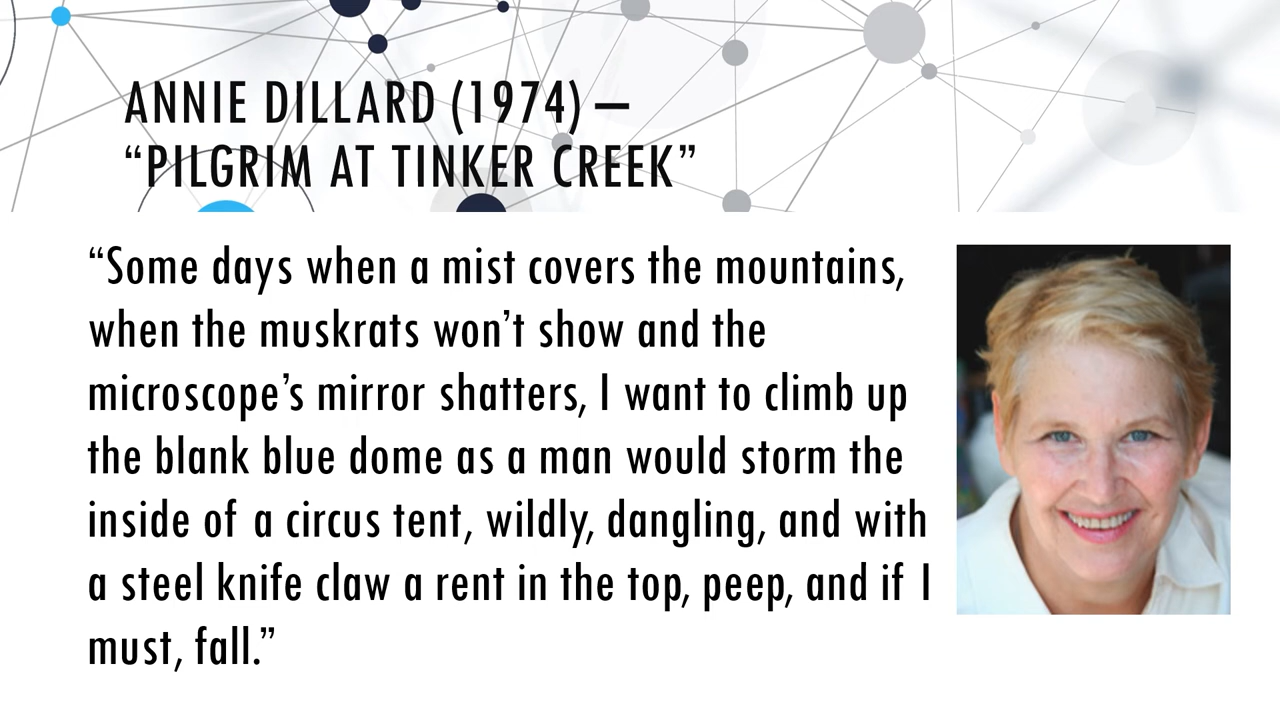 ANNIE DILLARD (1974) –
“PILGRIM AT TINKER CREEK”
“Some days when a mist covers the mountains,
when the muskrats won’t show and the
microscope’s mirror shatters, I want to climb up
the blank blue dome as a man would storm the
inside of a circus tent, wildly, dangling, and with
a steel knife claw a rent in the top, peep, and if I
must, fall.”